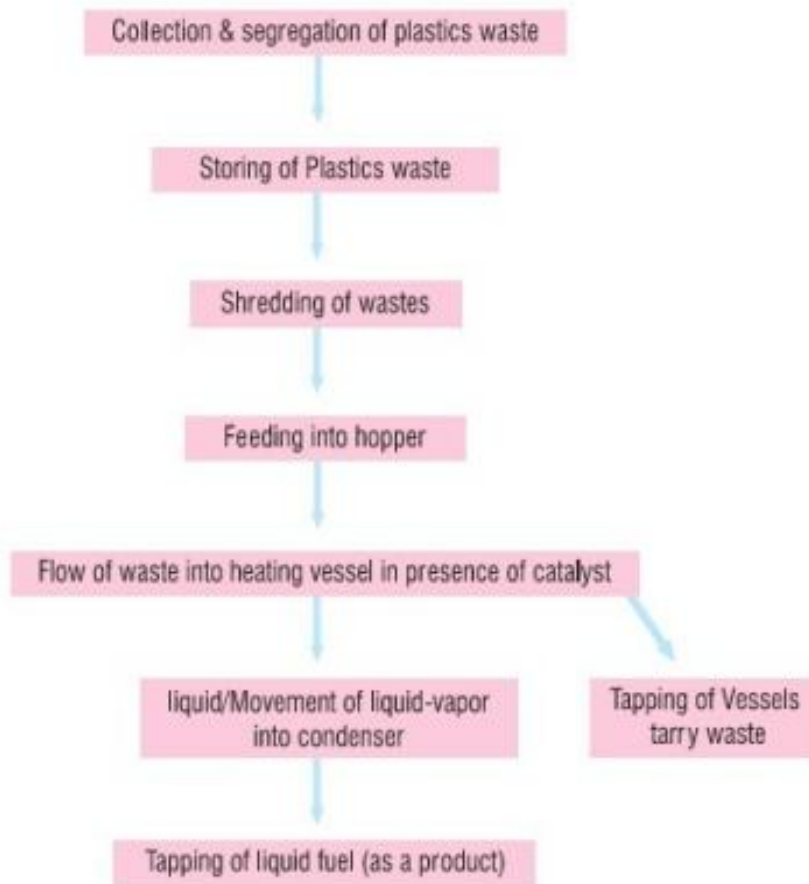 Collection & segregation of plastics waste
Storing of Plastics waste
Shredding of wastes
Feeding into hopper
Flow of waste into heating vessel in presence of catalyst
liquid/Movement of liquid-vapor
into condenser
Tapping of Vessels
tarry waste
Tapping of liquid fuel (as a product)